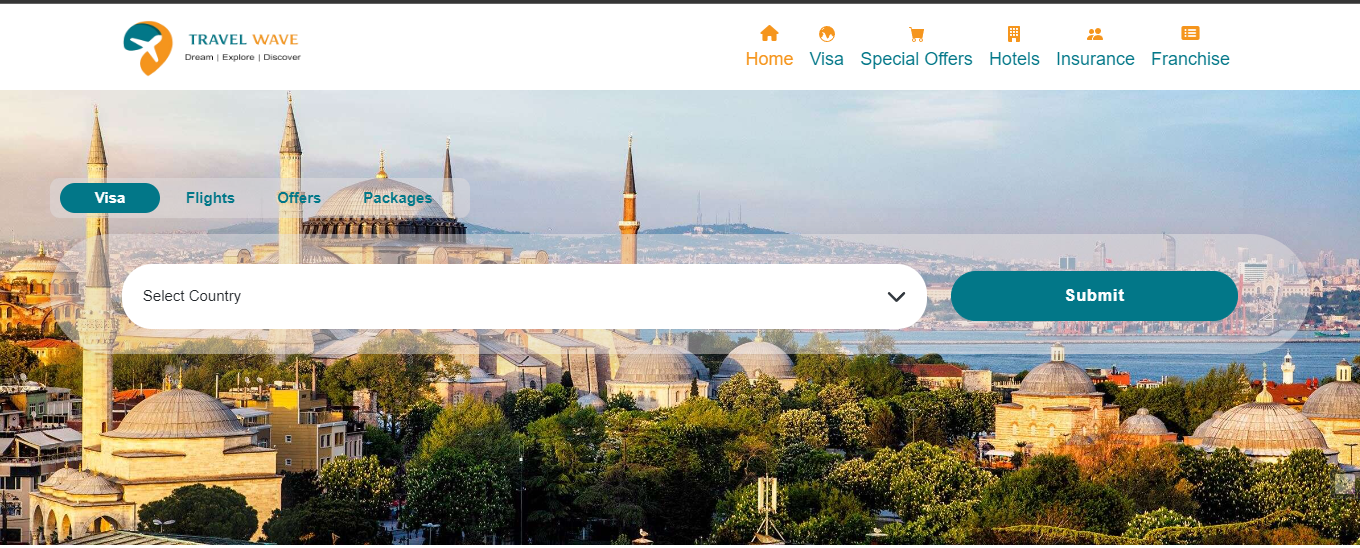 TRAVEL WAVE
Dream | Explore | Discover
Home Visa Special Offers Hotels Insurance Franchise
Visa Flights Offers Packages
Select Country
Submit